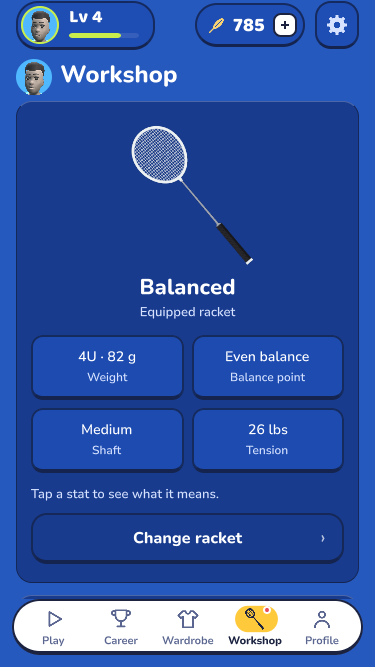 Lv 4
785
+
Workshop
Balanced
Equipped racket
4U · 82 g
Weight
Even balance
Balance point
Medium
Shaft
26 lbs
Tension
Tap a stat to see what it means.
Change racket ›
Play
Career
Wardrobe
Workshop
Profile